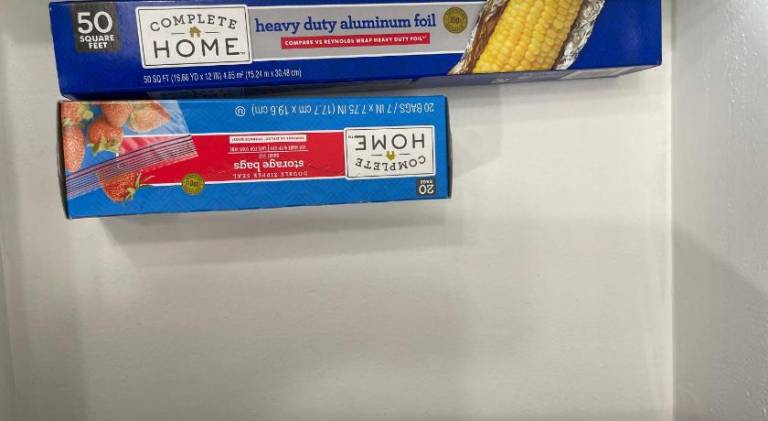 50
SQUARE
FEET
COMPLETE
HOME
heavy duty aluminum foil
COMPARE VS REYNOLDS WRAP HEAVY DUTY FOIL
50 SQ FT (16.66 YD x 12 IN) 4.65 m² (15.24 m x 30.48 cm)
20
BAGS
COMPLETE
HOME
DOUBLE ZIPPER SEAL
storage bags
20 BAGS / 7 IN x 7.75 IN (17.7 cm x 19.6 cm)